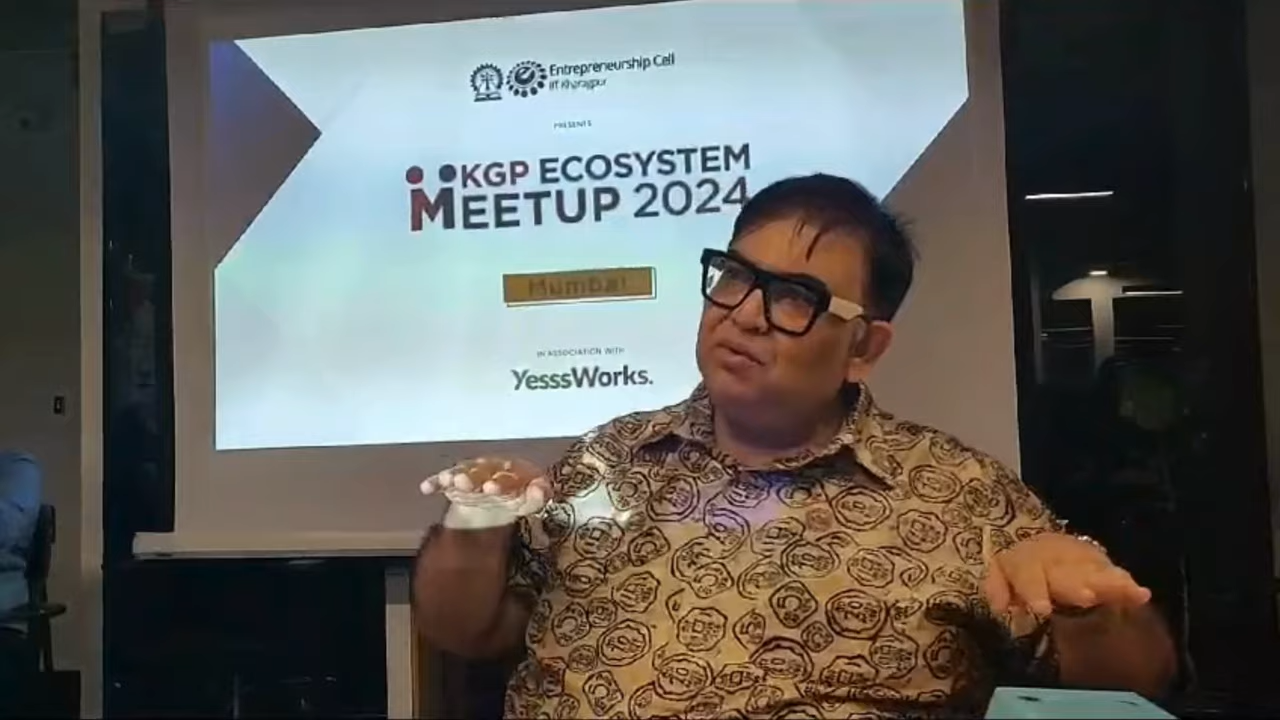 Entrepreneurship Cell
IIT Kharagpur
PRESENTS
KGP ECOSYSTEM
MEETUP 2024
Mumbai
IN ASSOCIATION WITH
YesssWorks.